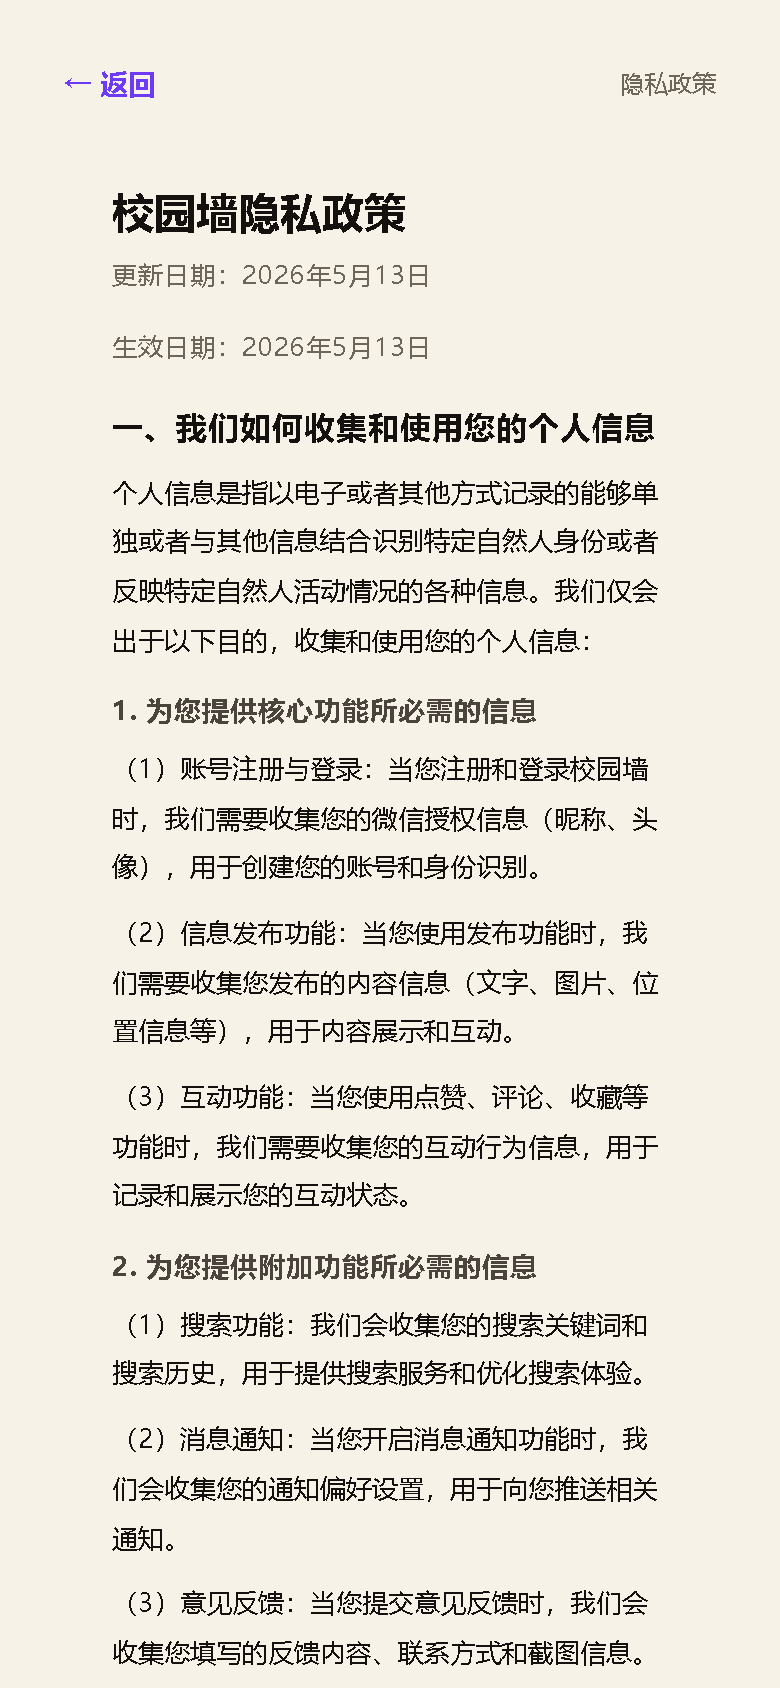 ← 返回
隐私政策
校园墙隐私政策
更新日期：2026年5月13日
生效日期：2026年5月13日
一、我们如何收集和使用您的个人信息
个人信息是指以电子或者其他方式记录的能够单
独或者与其他信息结合识别特定自然人身份或者
反映特定自然人活动情况的各种信息。我们仅会
出于以下目的，收集和使用您的个人信息：
1. 为您提供核心功能所必需的信息
（1）账号注册与登录：当您注册和登录校园墙
时，我们需要收集您的微信授权信息（昵称、头
像），用于创建您的账号和身份识别。
（2）信息发布功能：当您使用发布功能时，我
们需要收集您发布的内容信息（文字、图片、位
置信息等），用于内容展示和互动。
（3）互动功能：当您使用点赞、评论、收藏等
功能时，我们需要收集您的互动行为信息，用于
记录和展示您的互动状态。
2. 为您提供附加功能所必需的信息
（1）搜索功能：我们会收集您的搜索关键词和
搜索历史，用于提供搜索服务和优化搜索体验。
（2）消息通知：当您开启消息通知功能时，我
们会收集您的通知偏好设置，用于向您推送相关
通知。
（3）意见反馈：当您提交意见反馈时，我们会
收集您填写的反馈内容、联系方式和截图信息。